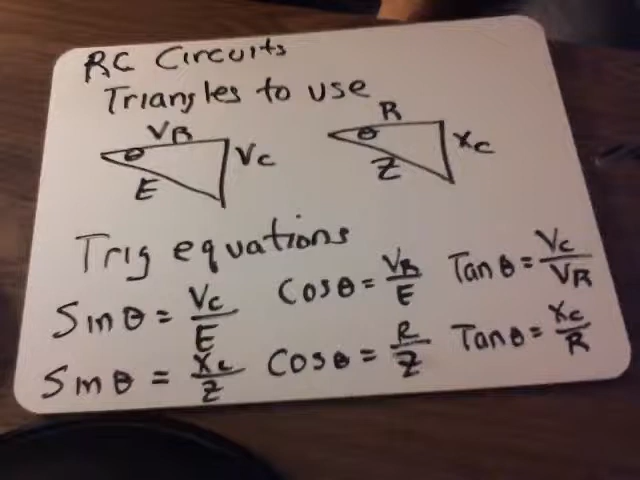 RC Circuits
Triangles to use
VR θ VC E
R θ XC Z
Trig equations
Sin θ = VC/E Cos θ = VR/E Tan θ = VC/VR
Sin θ = XC/Z Cos θ = R/Z Tan θ = XC/R